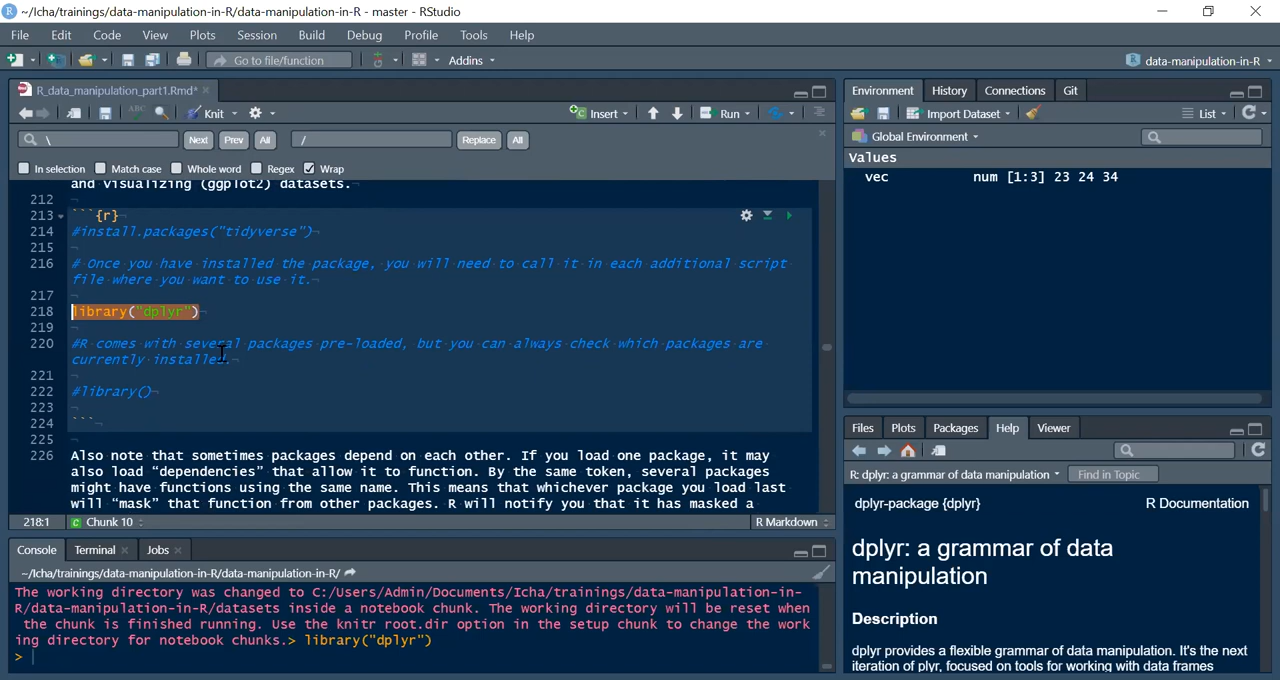 ~/Icha/trainings/data-manipulation-in-R/data-manipulation-in-R - master - RStudio
File Edit Code View Plots Session Build Debug Profile Tools Help
Go to file/function Addins data-manipulation-in-R
R_data_manipulation_part1.Rmd*
Knit Insert Run
\ Next Prev All / Replace All
In selection Match case Whole word Regex Wrap
and visualizing (ggplot2) datasets.
212
213 ```{r}
214 #install.packages("tidyverse")
215
216 # Once you have installed the package, you will need to call it in each additional script
file where you want to use it.
217
218 library("dplyr")
219
220 #R comes with several packages pre-loaded, but you can always check which packages are
currently installed.
221
222 #library()
223
224 ```
225
226 Also note that sometimes packages depend on each other. If you load one package, it may
also load “dependencies” that allow it to function. By the same token, several packages
might have functions using the same name. This means that whichever package you load last
will “mask” that function from other packages. R will notify you that it has masked a
218:1 Chunk 10 R Markdown
Console Terminal Jobs
~/Icha/trainings/data-manipulation-in-R/data-manipulation-in-R/
The working directory was changed to C:/Users/Admin/Documents/Icha/trainings/data-manipulation-in-
R/data-manipulation-in-R/datasets inside a notebook chunk. The working directory will be reset when
the chunk is finished running. Use the knitr root.dir option in the setup chunk to change the work
ing directory for notebook chunks.> library("dplyr")
>
Environment History Connections Git
Import Dataset List
Global Environment
Values
vec num [1:3] 23 24 34
Files Plots Packages Help Viewer
R: dplyr: a grammar of data manipulation Find in Topic
dplyr-package {dplyr} R Documentation
dplyr: a grammar of data
manipulation
Description
dplyr provides a flexible grammar of data manipulation. It's the next
iteration of plyr, focused on tools for working with data frames